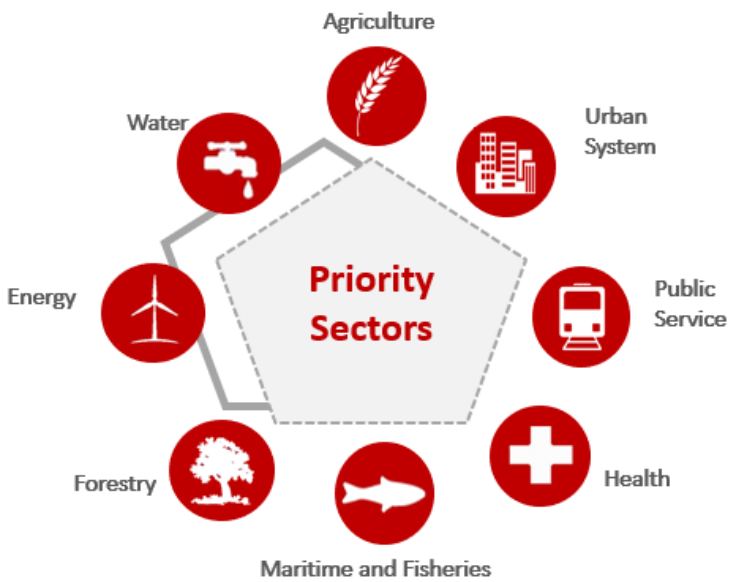 Agriculture
Water
Urban
System
Priority
Sectors
Energy
Public
Service
Forestry
Health
Maritime and Fisheries